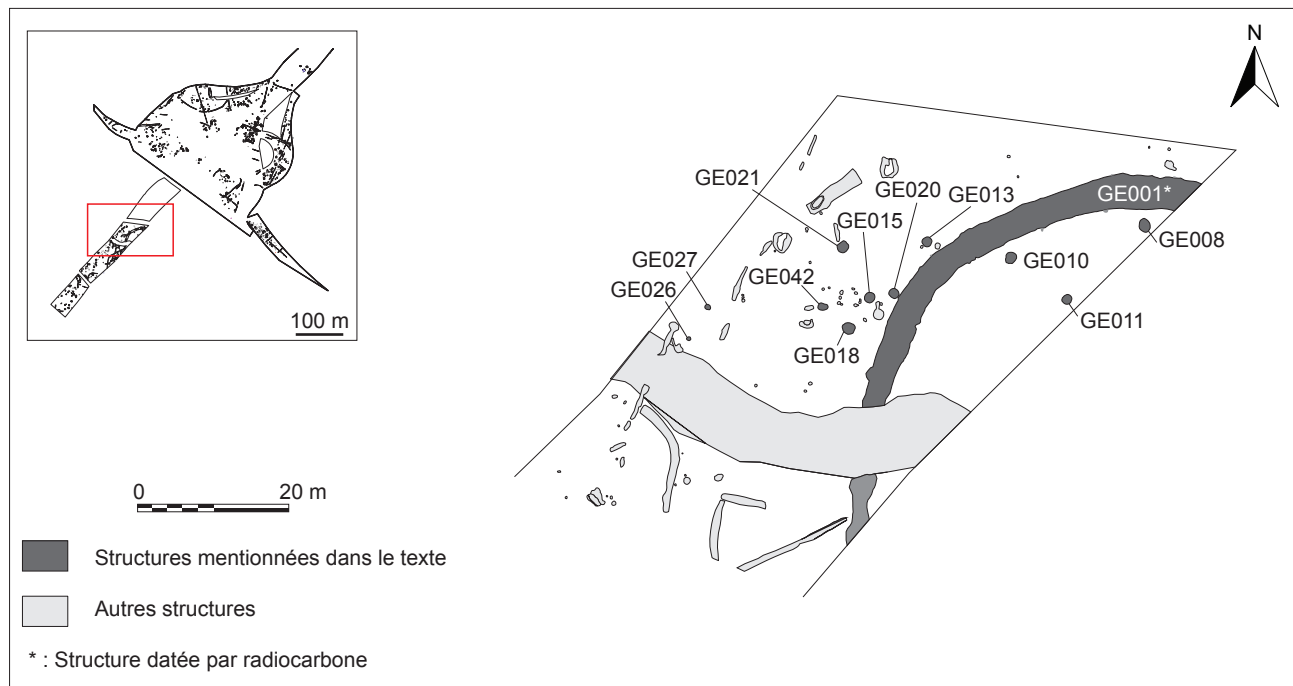 N
100 m
GE021
GE020
GE013
GE001*
GE015
GE008
GE027
GE042
GE010
GE026
GE011
GE018
0 20 m
Structures mentionnées dans le texte
Autres structures
* : Structure datée par radiocarbone